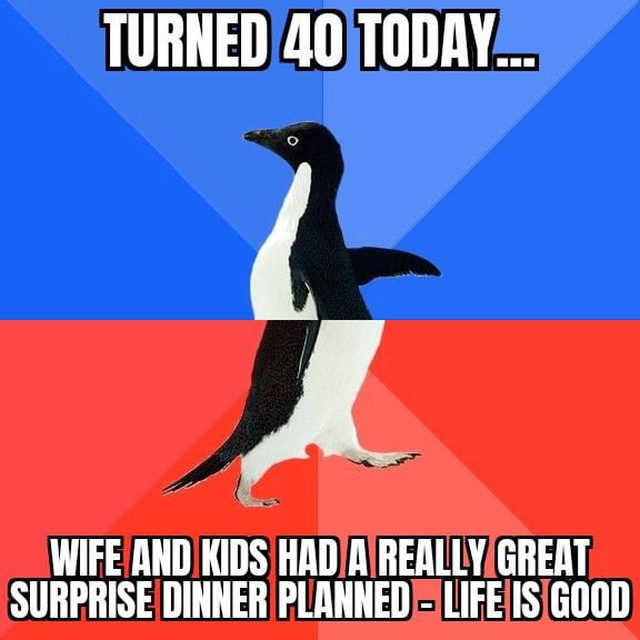 TURNED 40 TODAY...
WIFE AND KIDS HAD A REALLY GREAT
SURPRISE DINNER PLANNED - LIFE IS GOOD